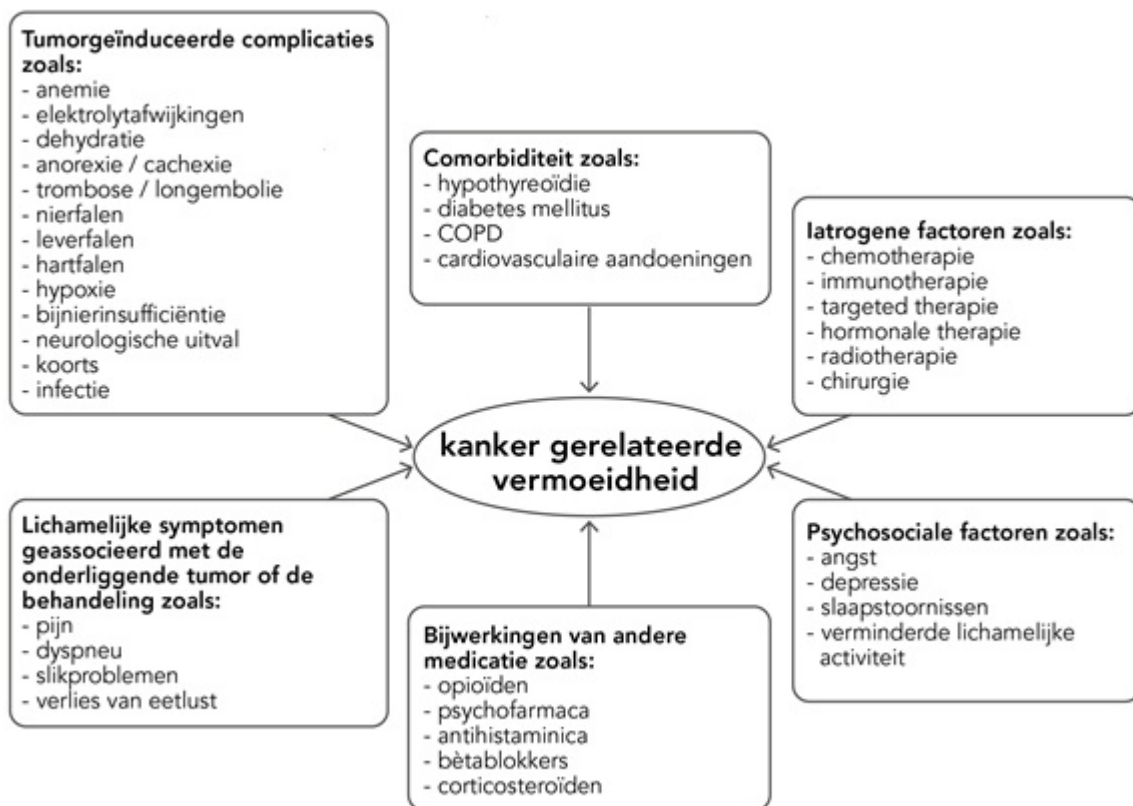 Tumorgeïnduceerde complicaties
zoals:
- anemie
- elektrolytafwijkingen
- dehydratie
- anorexie / cachexie
- trombose / longembolie
- nierfalen
- leverfalen
- hartfalen
- hypoxie
- bijnierinsufficiëntie
- neurologische uitval
- koorts
- infectie
Comorbiditeit zoals:
- hypothyreoïdie
- diabetes mellitus
- COPD
- cardiovasculaire aandoeningen
Iatrogene factoren zoals:
- chemotherapie
- immunotherapie
- targeted therapie
- hormonale therapie
- radiotherapie
- chirurgie
kanker gerelateerde
vermoeidheid
Lichamelijke symptomen
geassocieerd met de
onderliggende tumor of de
behandeling zoals:
- pijn
- dyspneu
- slikproblemen
- verlies van eetlust
Bijwerkingen van andere
medicatie zoals:
- opioïden
- psychofarmaca
- antihistaminica
- bètablokkers
- corticosteroïden
Psychosociale factoren zoals:
- angst
- depressie
- slaapstoornissen
- verminderde lichamelijke
activiteit